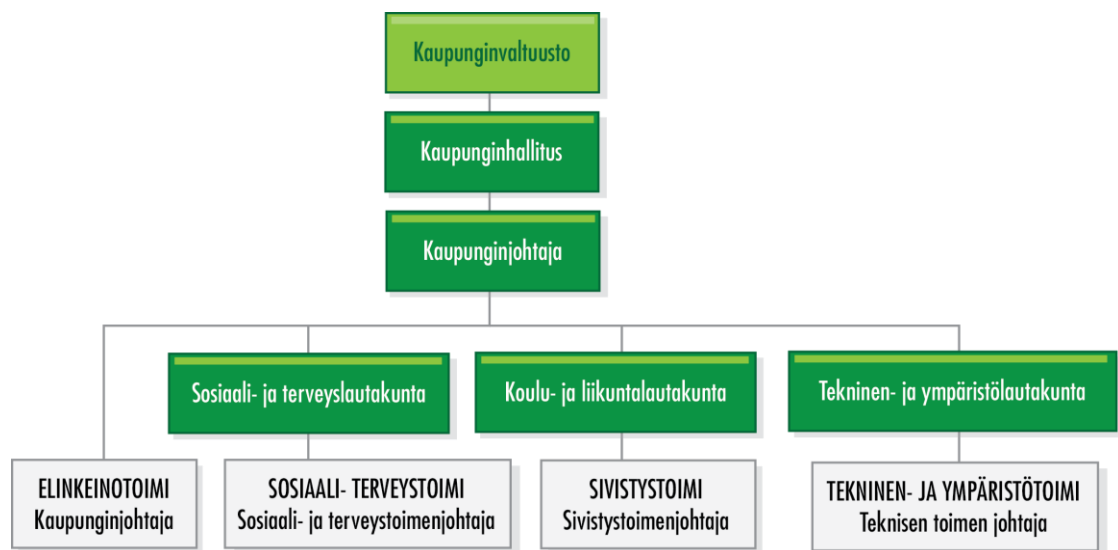 Kaupunginvaltuusto
Kaupunginhallitus
Kaupunginjohtaja
Sosiaali- ja terveyslautakunta
Koulu- ja liikuntalautakunta
Tekninen- ja ympäristölautakunta
ELINKEINOTOIMI
Kaupunginjohtaja
SOSIAALI- TERVEYSTOIMI
Sosiaali- ja terveystoimenjohtaja
SIVISTYSTOIMI
Sivistystoimenjohtaja
TEKNINEN- JA YMPÄRISTÖTOIMI
Teknisen toimen johtaja